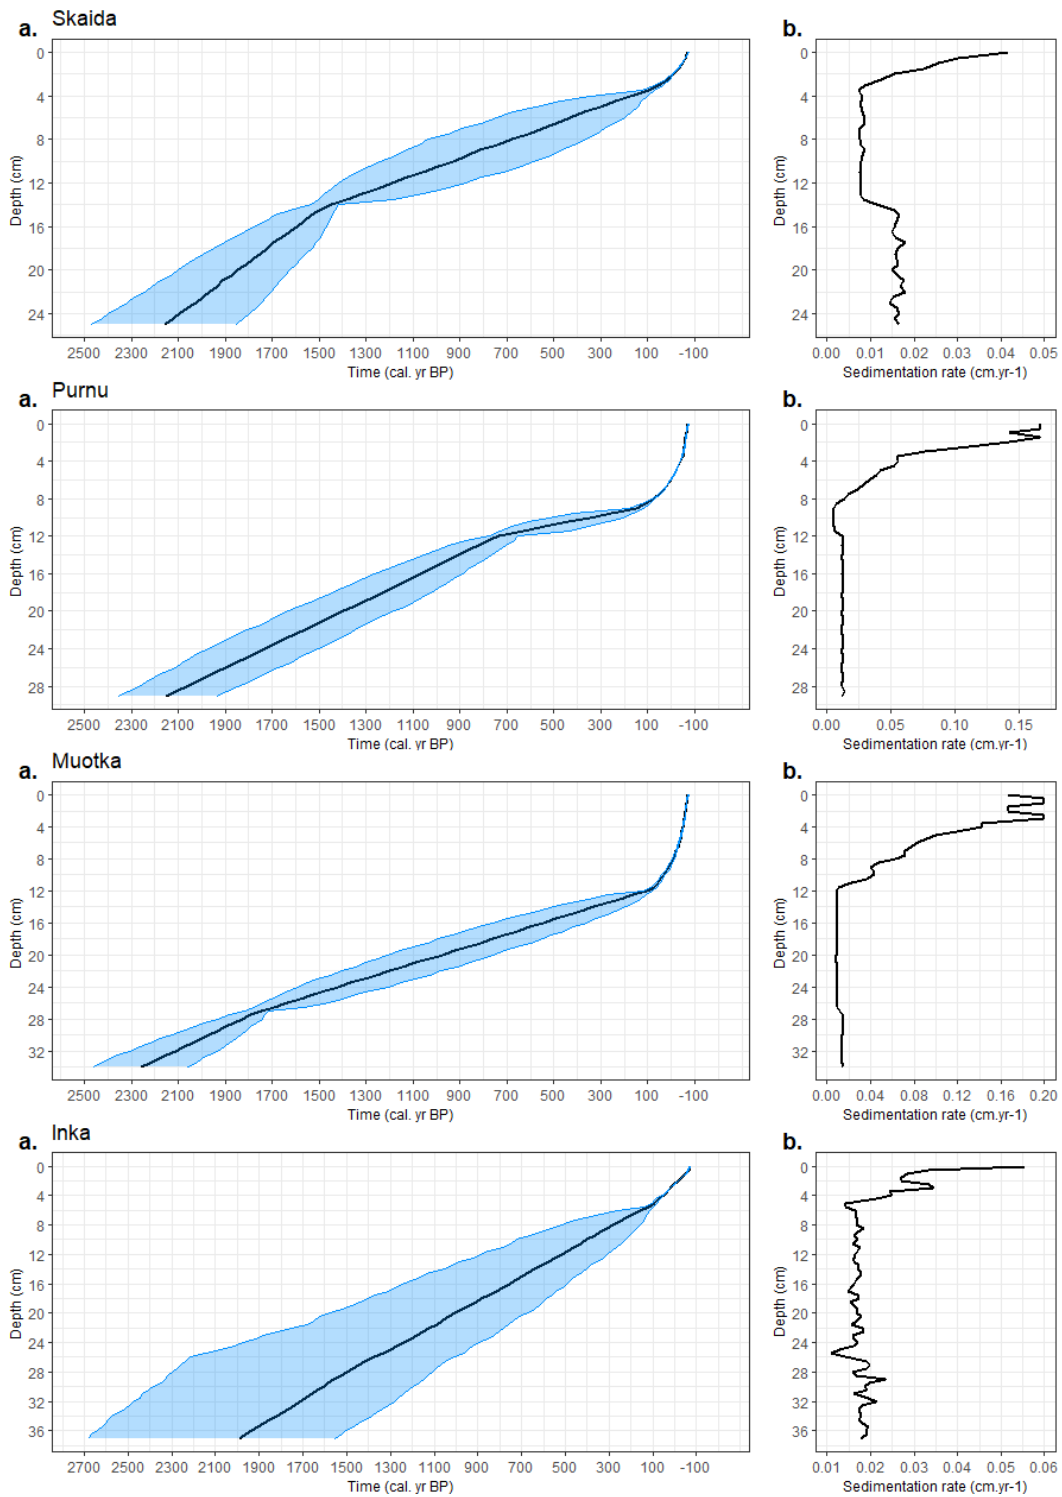 Skaida
a. b.
0
4
8
12
16
20
24
Depth (cm)
2500 2300 2100 1900 1700 1500 1300 1100 900 700 500 300 100 -100
Time (cal. yr BP)
0
4
8
12
16
20
24
Depth (cm)
0.00 0.01 0.02 0.03 0.04 0.05
Sedimentation rate (cm.yr-1)
Purnu
a. b.
0
4
8
12
16
20
24
28
Depth (cm)
2500 2300 2100 1900 1700 1500 1300 1100 900 700 500 300 100 -100
Time (cal. yr BP)
0
4
8
12
16
20
24
28
Depth (cm)
0.00 0.05 0.10 0.15
Sedimentation rate (cm.yr-1)
Muotka
a. b.
0
4
8
12
16
20
24
28
32
Depth (cm)
2500 2300 2100 1900 1700 1500 1300 1100 900 700 500 300 100 -100
Time (cal. yr BP)
0
4
8
12
16
20
24
28
32
Depth (cm)
0.00 0.04 0.08 0.12 0.16 0.20
Sedimentation rate (cm.yr-1)
Inka
a. b.
0
4
8
12
16
20
24
28
32
36
Depth (cm)
2700 2500 2300 2100 1900 1700 1500 1300 1100 900 700 500 300 100 -100
Time (cal. yr BP)
0
4
8
12
16
20
24
28
32
36
Depth (cm)
0.01 0.02 0.03 0.04 0.05 0.06
Sedimentation rate (cm.yr-1)